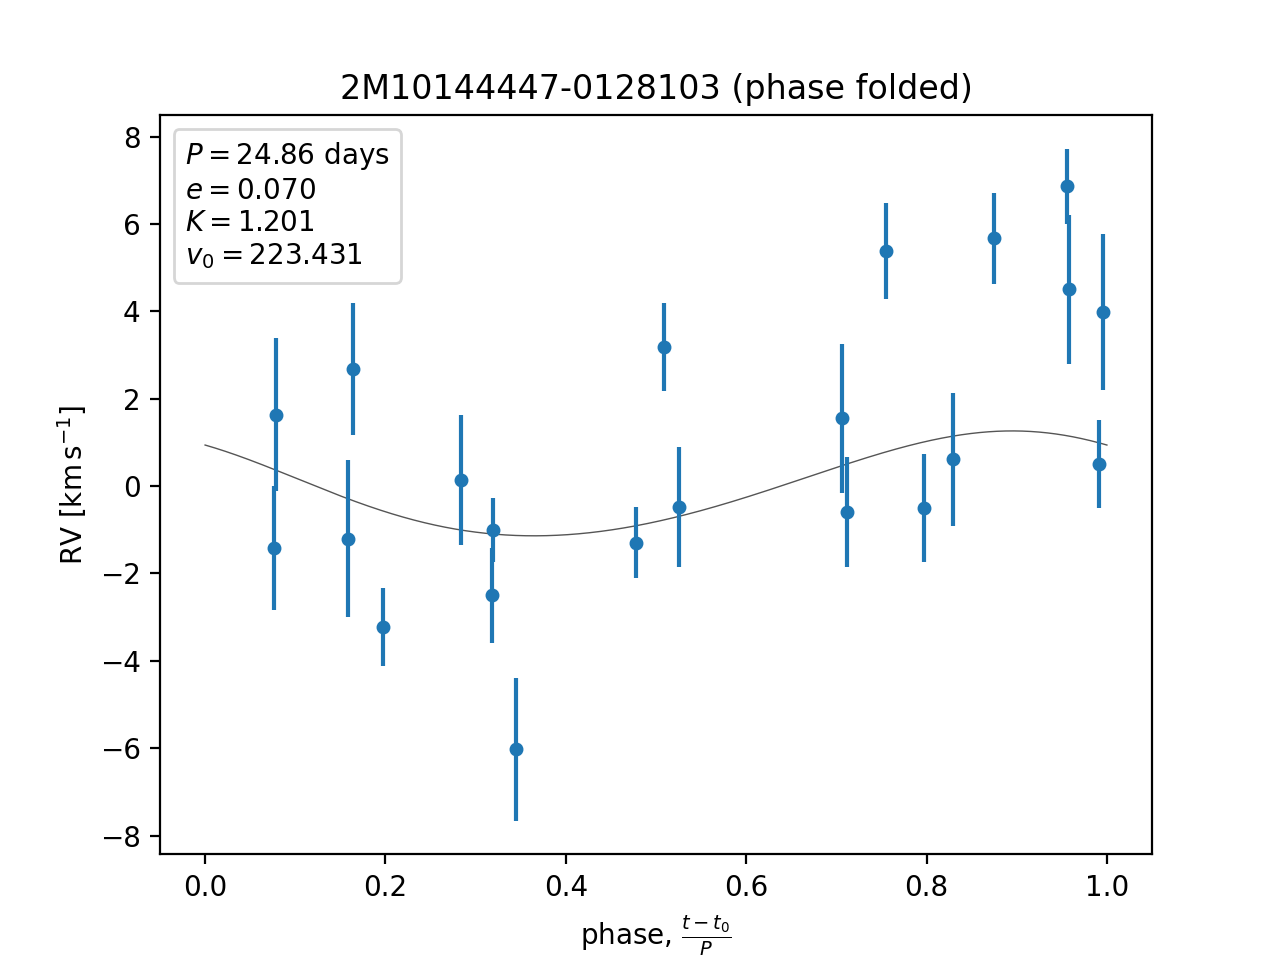 2M10144447-0128103 (phase folded)
P = 24.86 days
e = 0.070
K = 1.201
v₀ = 223.431
8
6
4
2
0
−2
−4
−6
−8
RV [km s⁻¹]
0.0 0.2 0.4 0.6 0.8 1.0
phase, (t − t₀)/P